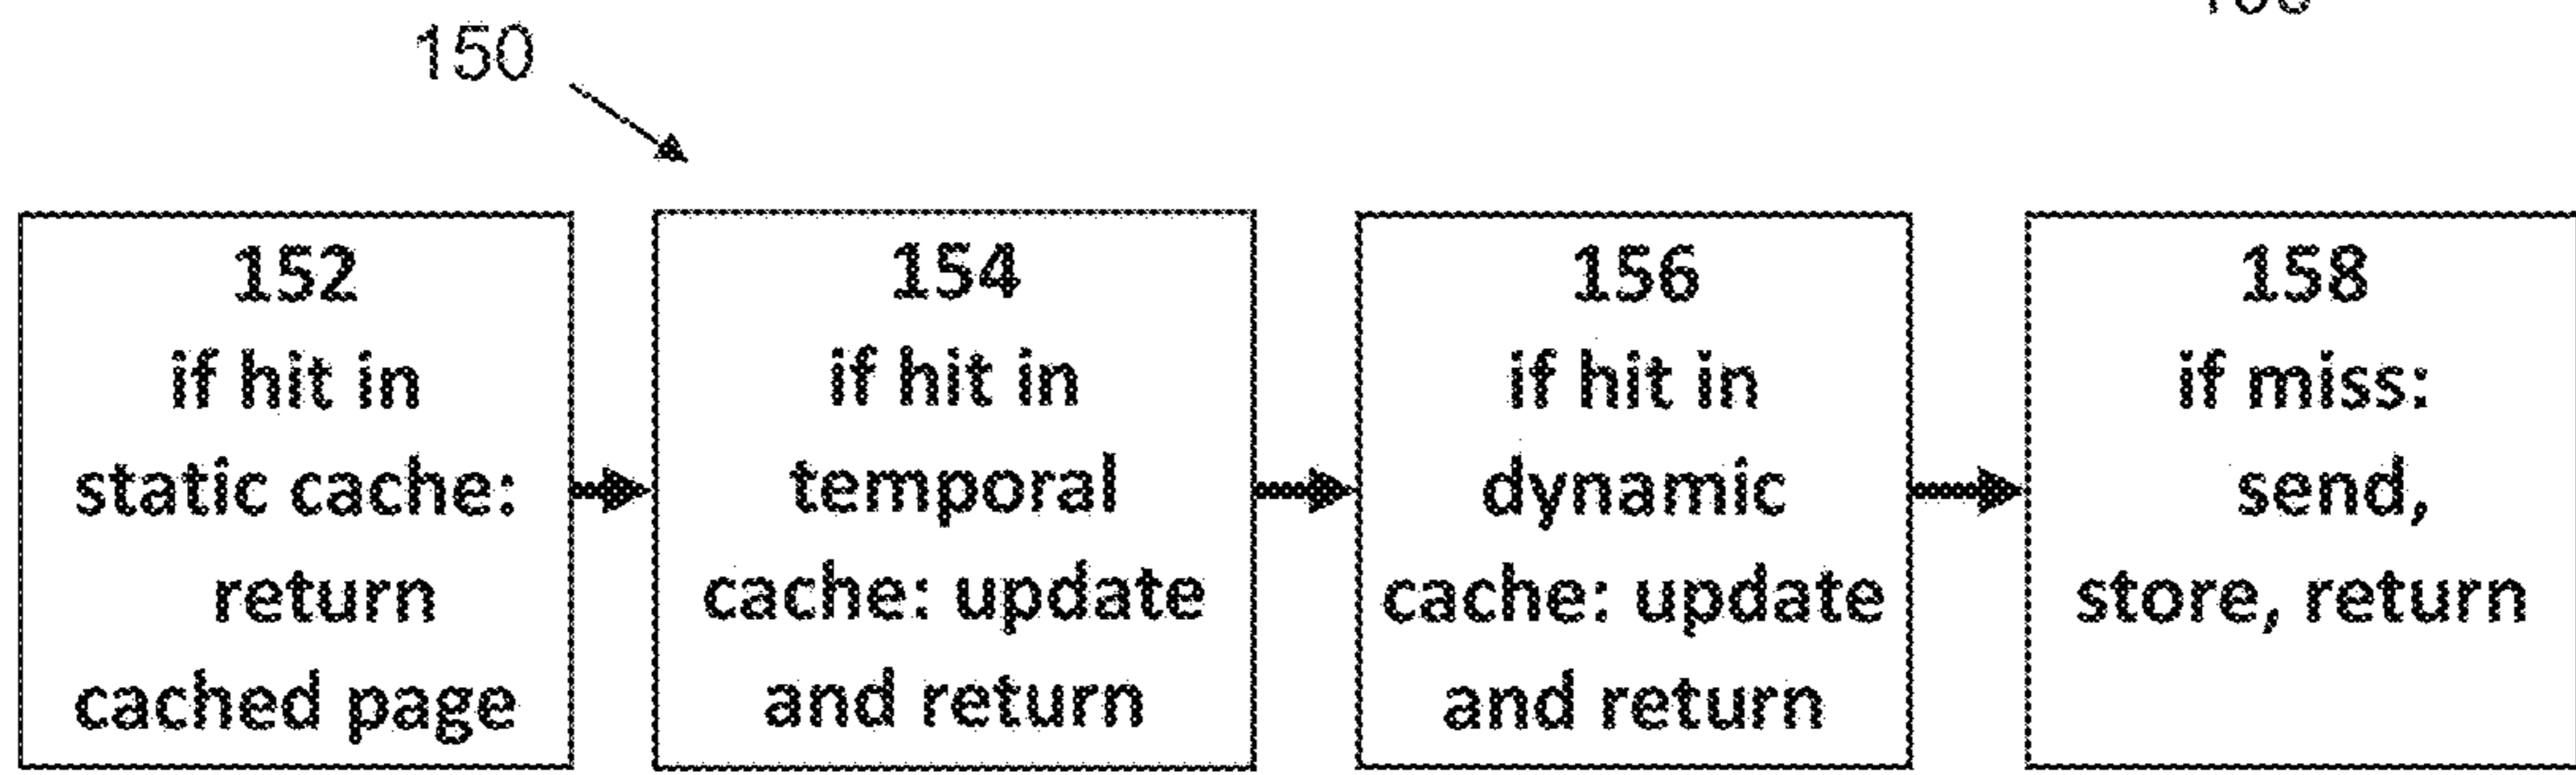 150
152
if hit in
static cache:
return
cached page
154
if hit in
temporal
cache: update
and return
156
if hit in
dynamic
cache: update
and return
158
if miss:
send,
store, return